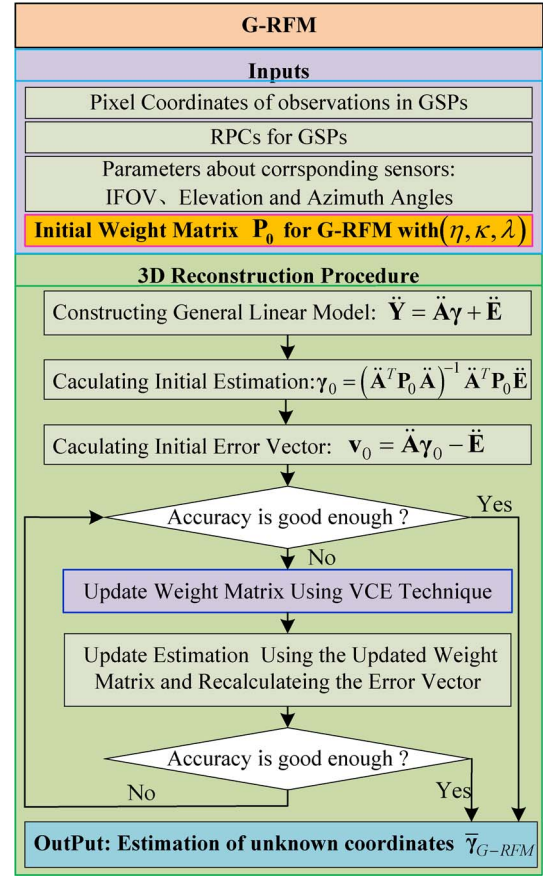 G-RFM
Inputs
Pixel Coordinates of observations in GSPs
RPCs for GSPs
Parameters about corrsponding sensors:
IFOV、Elevation and Azimuth Angles
Initial Weight Matrix P₀ for G-RFM with(η, κ, λ)
3D Reconstruction Procedure
Constructing General Linear Model: Ÿ = Äγ + Ë
Caculating Initial Estimation:γ₀ = (Äᵀ P₀ Ä)⁻¹ Äᵀ P₀ Ë
Caculating Initial Error Vector: v₀ = Äγ₀ − Ë
Accuracy is good enough ?
Yes
No
Update Weight Matrix Using VCE Technique
Update Estimation Using the Updated Weight
Matrix and Recalculateing the Error Vector
Accuracy is good enough ?
No
Yes
OutPut: Estimation of unknown coordinates γ̅_G−RFM